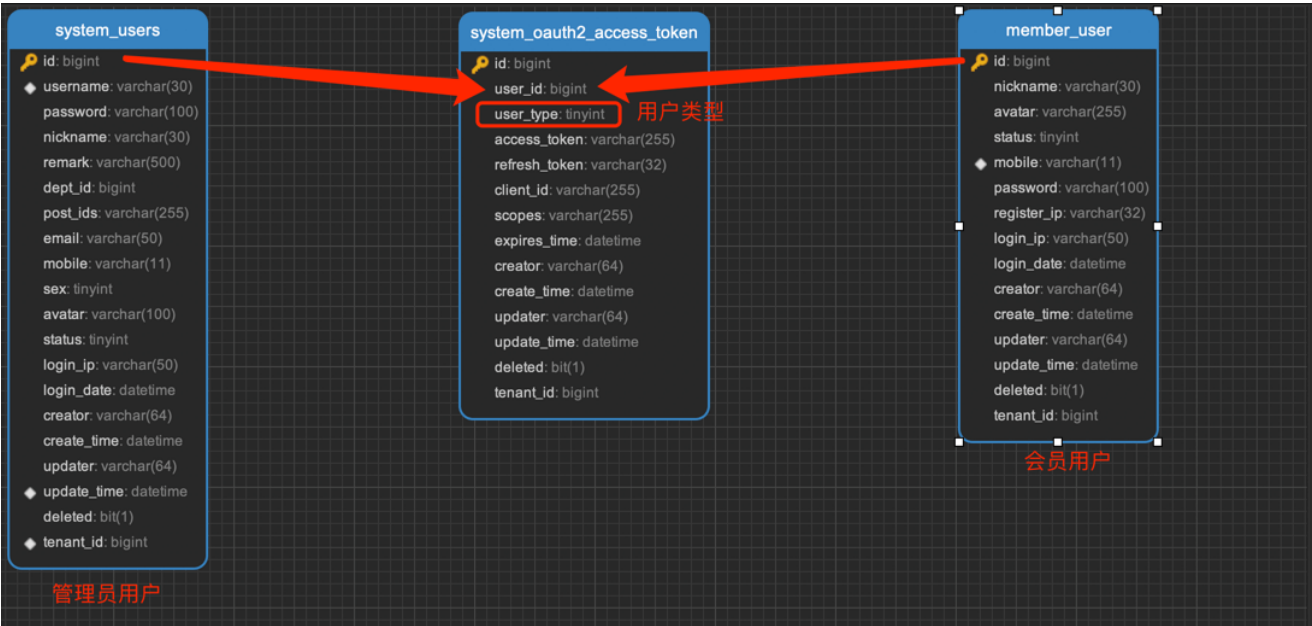 system_users
id: bigint
username: varchar(30)
password: varchar(100)
nickname: varchar(30)
remark: varchar(500)
dept_id: bigint
post_ids: varchar(255)
email: varchar(50)
mobile: varchar(11)
sex: tinyint
avatar: varchar(100)
status: tinyint
login_ip: varchar(50)
login_date: datetime
creator: varchar(64)
create_time: datetime
updater: varchar(64)
update_time: datetime
deleted: bit(1)
tenant_id: bigint
管理员用户
system_oauth2_access_token
id: bigint
user_id: bigint
user_type: tinyint
用户类型
access_token: varchar(255)
refresh_token: varchar(32)
client_id: varchar(255)
scopes: varchar(255)
expires_time: datetime
creator: varchar(64)
create_time: datetime
updater: varchar(64)
update_time: datetime
deleted: bit(1)
tenant_id: bigint
member_user
id: bigint
nickname: varchar(30)
avatar: varchar(255)
status: tinyint
mobile: varchar(11)
password: varchar(100)
register_ip: varchar(32)
login_ip: varchar(50)
login_date: datetime
creator: varchar(64)
create_time: datetime
updater: varchar(64)
update_time: datetime
deleted: bit(1)
tenant_id: bigint
会员用户